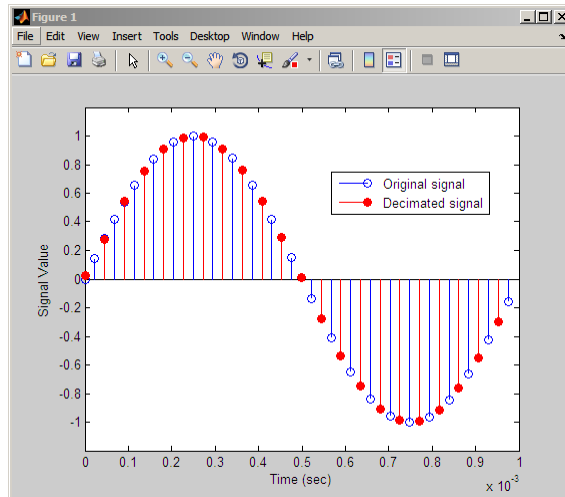 Figure 1
File Edit View Insert Tools Desktop Window Help
1
0.8
0.6
0.4
0.2
0
-0.2
-0.4
-0.6
-0.8
-1
Signal Value
Original signal
Decimated signal
0 0.1 0.2 0.3 0.4 0.5 0.6 0.7 0.8 0.9 1
Time (sec)
x 10⁻³